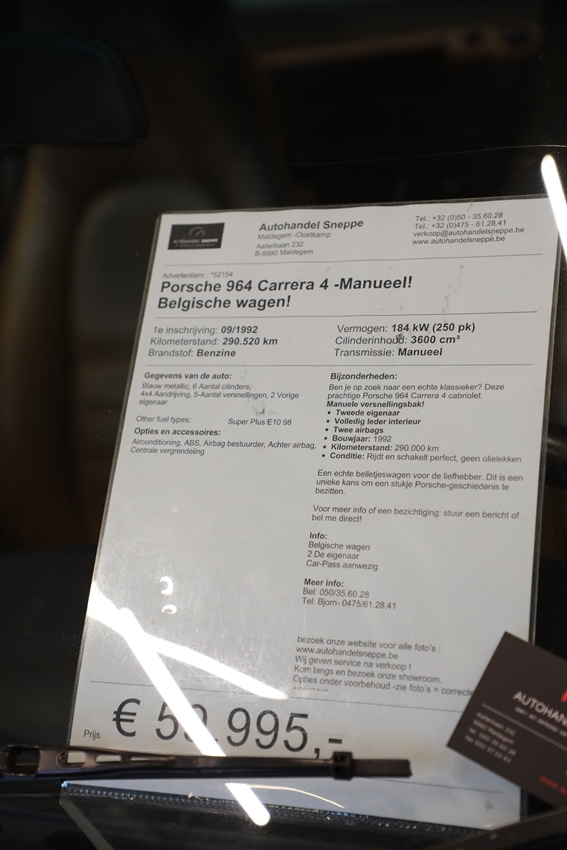 AUTOHANDEL SNEPPE
Autohandel Sneppe
Maldegem -Oostkamp
Aalterbaan 232
B-9990 Maldegem
Tel.: +32 (0)50 - 35.60.28
Tel.: +32 (0)475 - 61.28.41
verkoop@autohandelsneppe.be
www.autohandelsneppe.be
Advertentienr.: *52154
Porsche 964 Carrera 4 -Manueel!
Belgische wagen!
1e inschrijving: 09/1992
Kilometerstand: 290.520 km
Brandstof: Benzine
Vermogen: 184 kW (250 pk)
Cilinderinhoud: 3600 cm³
Transmissie: Manueel
Gegevens van de auto:
Blauw metallic, 6 Aantal cilinders,
4x4 Aandrijving, 5-Aantal versnellingen, 2 Vorige
eigenaar
Other fuel types: Super Plus E10 98
Opties en accessoires:
Airconditioning, ABS, Airbag bestuurder, Achter airbag,
Centrale vergrendeling
Bijzonderheden:
Ben je op zoek naar een echte klassieker? Deze
prachtige Porsche 964 Carrera 4 cabriolet.
Manuele versnellingsbak!
• Tweede eigenaar
• Volledig leder interieur
• Twee airbags
• Bouwjaar: 1992
• Kilometerstand: 290.000 km
• Conditie: Rijdt en schakelt perfect, geen olielekken
Een echte belletjeswagen voor de liefhebber. Dit is een
unieke kans om een stukje Porsche-geschiedenis te
bezitten.
Voor meer info of een bezichtiging: stuur een bericht of
bel me direct!
Info:
Belgische wagen
2 De eigenaar
Car-Pass aanwezig
Meer info:
Bel: 050/35.60.28
Tel: Bjorn- 0475/61.28.41
bezoek onze website voor alle foto's :
www.autohandelsneppe.be
Wij geven service na verkoop !
Kom langs en bezoek onze showroom.
Opties onder voorbehoud -zie foto's = correcte
Prijs € 59.995,-
AUTOHAN
Aalterbaan 232